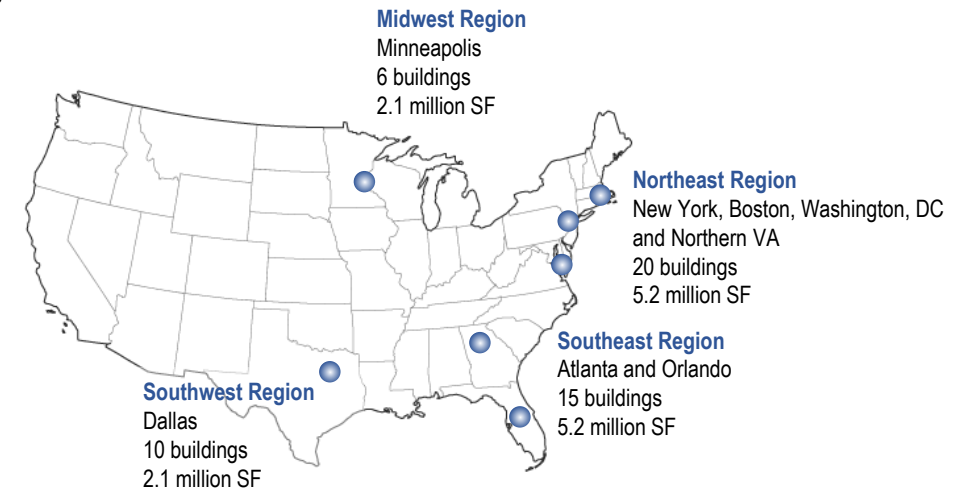 Midwest Region
Minneapolis
6 buildings
2.1 million SF
Northeast Region
New York, Boston, Washington, DC
and Northern VA
20 buildings
5.2 million SF
Southeast Region
Atlanta and Orlando
15 buildings
5.2 million SF
Southwest Region
Dallas
10 buildings
2.1 million SF